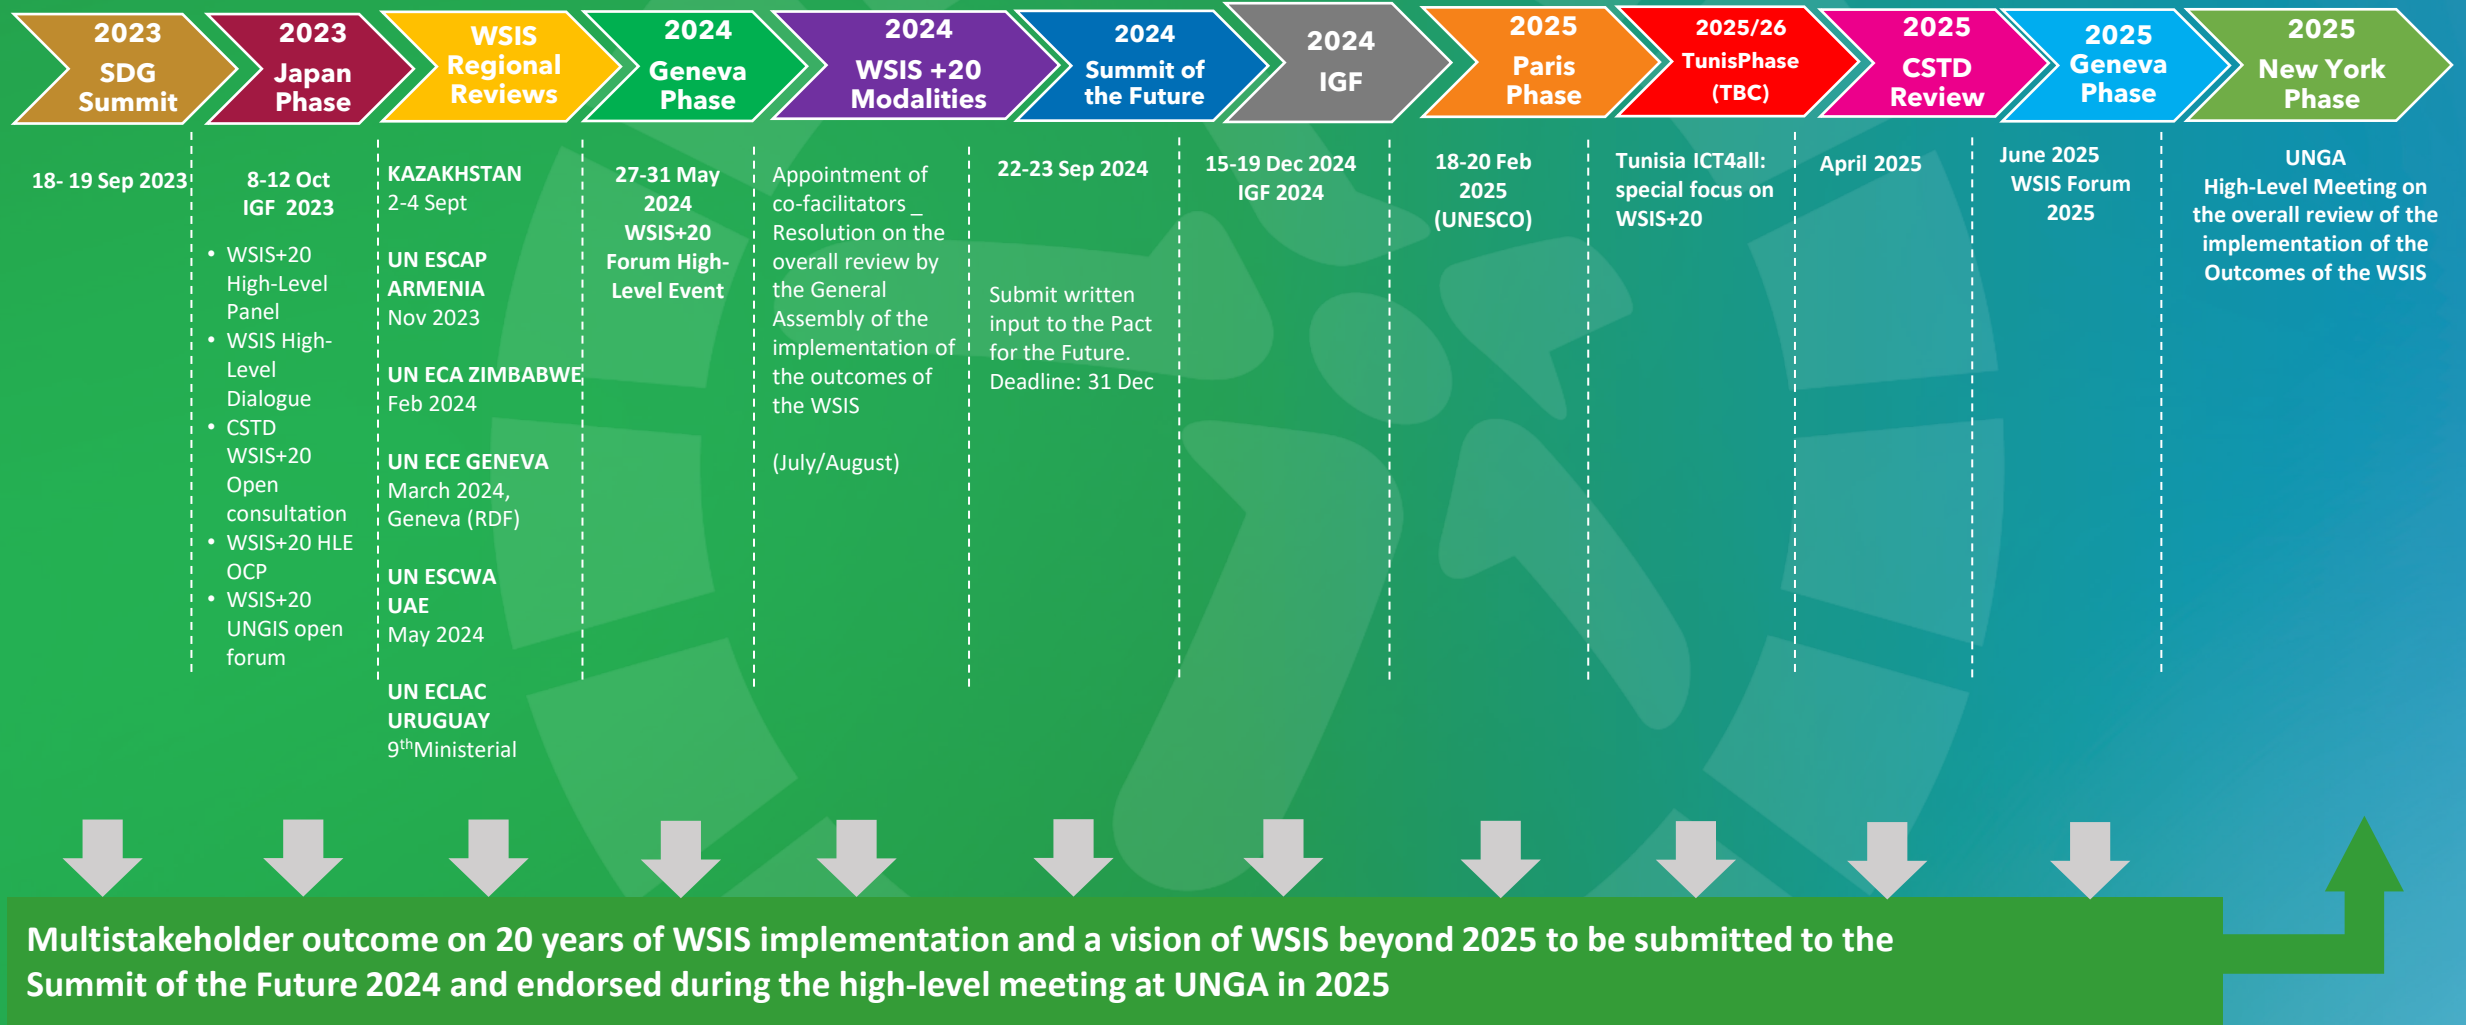 2023
SDG
Summit
2023
Japan
Phase
WSIS
Regional
Reviews
2024
Geneva
Phase
2024
WSIS +20
Modalities
2024
Summit of
the Future
2024
IGF
2025
Paris
Phase
2025/26
TunisPhase
(TBC)
2025
CSTD
Review
2025
Geneva
Phase
2025
New York
Phase
18- 19 Sep 2023
8-12 Oct
IGF 2023
• WSIS+20
High-Level
Panel
• WSIS High-
Level
Dialogue
• CSTD
WSIS+20
Open
consultation
• WSIS+20 HLE
OCP
• WSIS+20
UNGIS open
forum
KAZAKHSTAN
2-4 Sept
UN ESCAP
ARMENIA
Nov 2023
UN ECA ZIMBABWE
Feb 2024
UN ECE GENEVA
March 2024,
Geneva (RDF)
UN ESCWA
UAE
May 2024
UN ECLAC
URUGUAY
9thMinisterial
27-31 May
2024
WSIS+20
Forum High-
Level Event
Appointment of
co-facilitators _
Resolution on the
overall review by
the General
Assembly of the
implementation of
the outcomes of
the WSIS
(July/August)
22-23 Sep 2024
Submit written
input to the Pact
for the Future.
Deadline: 31 Dec
15-19 Dec 2024
IGF 2024
18-20 Feb
2025
(UNESCO)
Tunisia ICT4all:
special focus on
WSIS+20
April 2025
June 2025
WSIS Forum
2025
UNGA
High-Level Meeting on
the overall review of the
implementation of the
Outcomes of the WSIS
Multistakeholder outcome on 20 years of WSIS implementation and a vision of WSIS beyond 2025 to be submitted to the
Summit of the Future 2024 and endorsed during the high-level meeting at UNGA in 2025